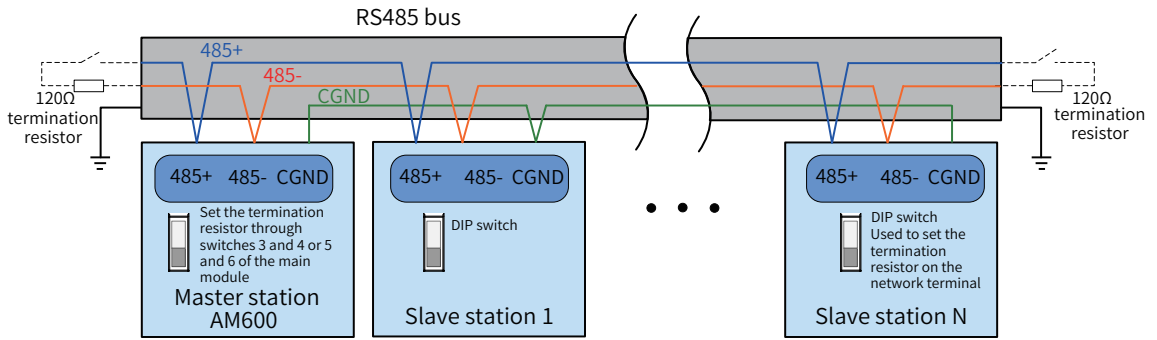 RS485 bus
485+
485-
CGND
120Ω
termination
resistor
120Ω
termination
resistor
485+ 485- CGND
485+ 485- CGND
485+ 485- CGND
Set the termination
resistor through
switches 3 and 4 or 5
and 6 of the main
module
Master station
AM600
DIP switch
Slave station 1
DIP switch
Used to set the
termination
resistor on the
network terminal
Slave station N